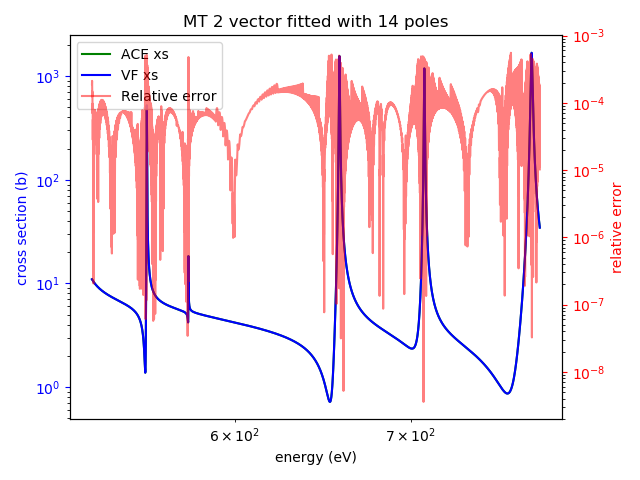 MT 2 vector fitted with 14 poles
ACE xs
VF xs
Relative error
cross section (b)
10³
10²
10¹
10⁰
10⁻³
10⁻⁴
10⁻⁵
10⁻⁶
10⁻⁷
10⁻⁸
relative error
6 × 10²
7 × 10²
energy (eV)